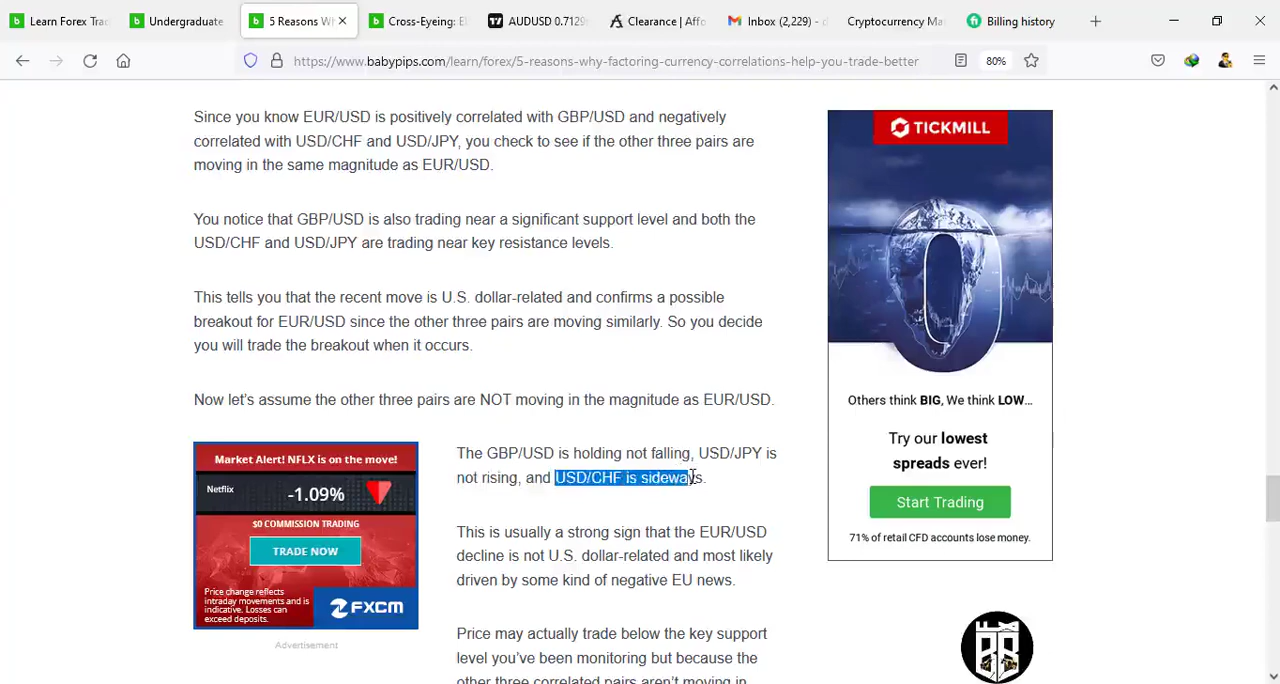 Learn Forex Tra
Undergraduate
5 Reasons W
Cross-Eyeing: E
AUDUSD 0.7129
Clearance | Affo
Inbox (2,229) - d
Cryptocurrency Ma
Billing history
https://www.babypips.com/learn/forex/5-reasons-why-factoring-currency-correlations-help-you-trade-better
80%
Since you know EUR/USD is positively correlated with GBP/USD and negatively
correlated with USD/CHF and USD/JPY, you check to see if the other three pairs are
moving in the same magnitude as EUR/USD.
You notice that GBP/USD is also trading near a significant support level and both the
USD/CHF and USD/JPY are trading near key resistance levels.
This tells you that the recent move is U.S. dollar-related and confirms a possible
breakout for EUR/USD since the other three pairs are moving similarly. So you decide
you will trade the breakout when it occurs.
Now let’s assume the other three pairs are NOT moving in the magnitude as EUR/USD.
The GBP/USD is holding not falling, USD/JPY is
not rising, and USD/CHF is sideways.
This is usually a strong sign that the EUR/USD
decline is not U.S. dollar-related and most likely
driven by some kind of negative EU news.
Price may actually trade below the key support
level you’ve been monitoring but because the
other three correlated pairs aren’t moving in
Market Alert! NFLX is on the move!
Netflix
-1.09%
$0 COMMISSION TRADING
TRADE NOW
Price change reflects
intraday movements and is
indicative. Losses can
exceed deposits.
FXCM
Advertisement
TICKMILL
0
Others think BIG, We think LOW...
Try our lowest
spreads ever!
Start Trading
71% of retail CFD accounts lose money.
BB